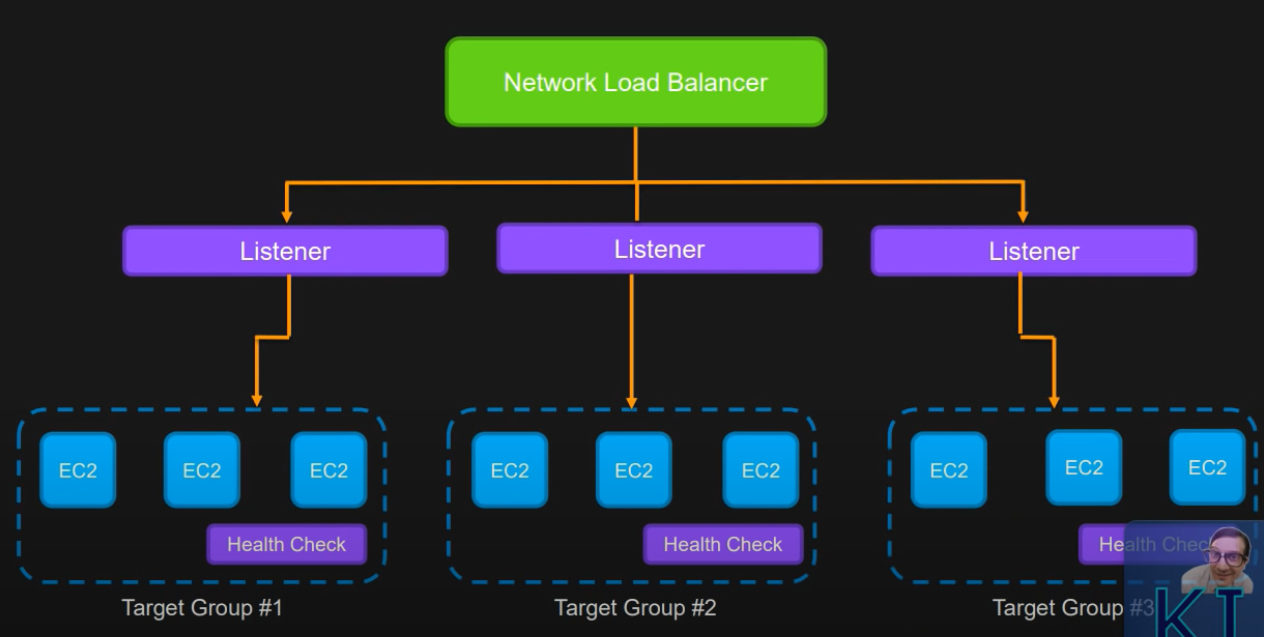 Network Load Balancer
Listener
Listener
Listener
EC2
EC2
EC2
Health Check
Target Group #1
EC2
EC2
EC2
Health Check
Target Group #2
EC2
EC2
EC2
Health Chec
Target Group #3
KT